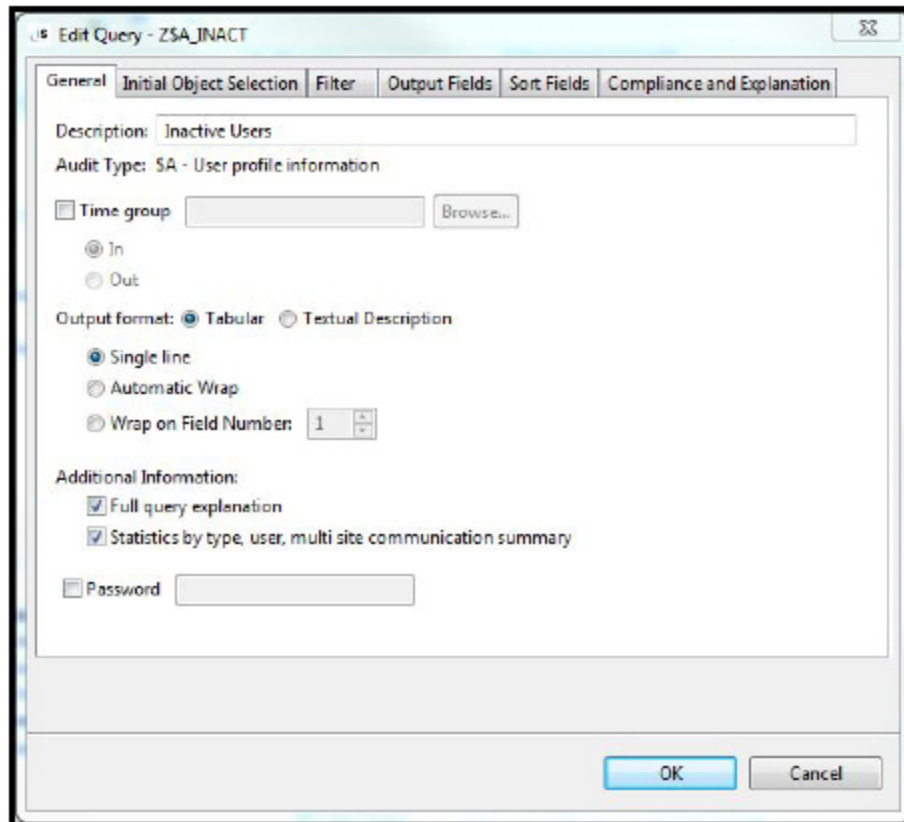 iS Edit Query - Z$A_INACT
General Initial Object Selection Filter Output Fields Sort Fields Compliance and Explanation
Description: Inactive Users
Audit Type: $A - User profile information
Time group Browse...
In
Out
Output format: Tabular Textual Description
Single line
Automatic Wrap
Wrap on Field Number: 1
Additional Information:
Full query explanation
Statistics by type, user, multi site communication summary
Password
OK Cancel